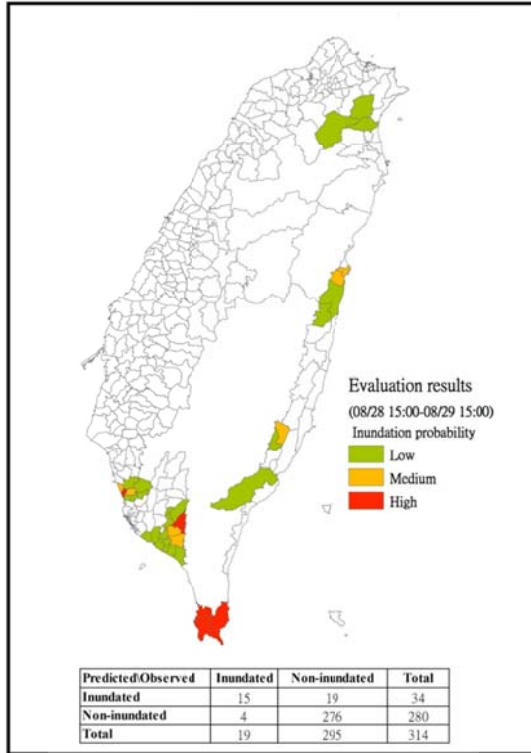 Evaluation results
(08/28 15:00-08/29 15:00)
Inundation probability
Low
Medium
High
Predicted\Observed Inundated Non-inundated Total
Inundated 15 19 34
Non-inundated 4 276 280
Total 19 295 314